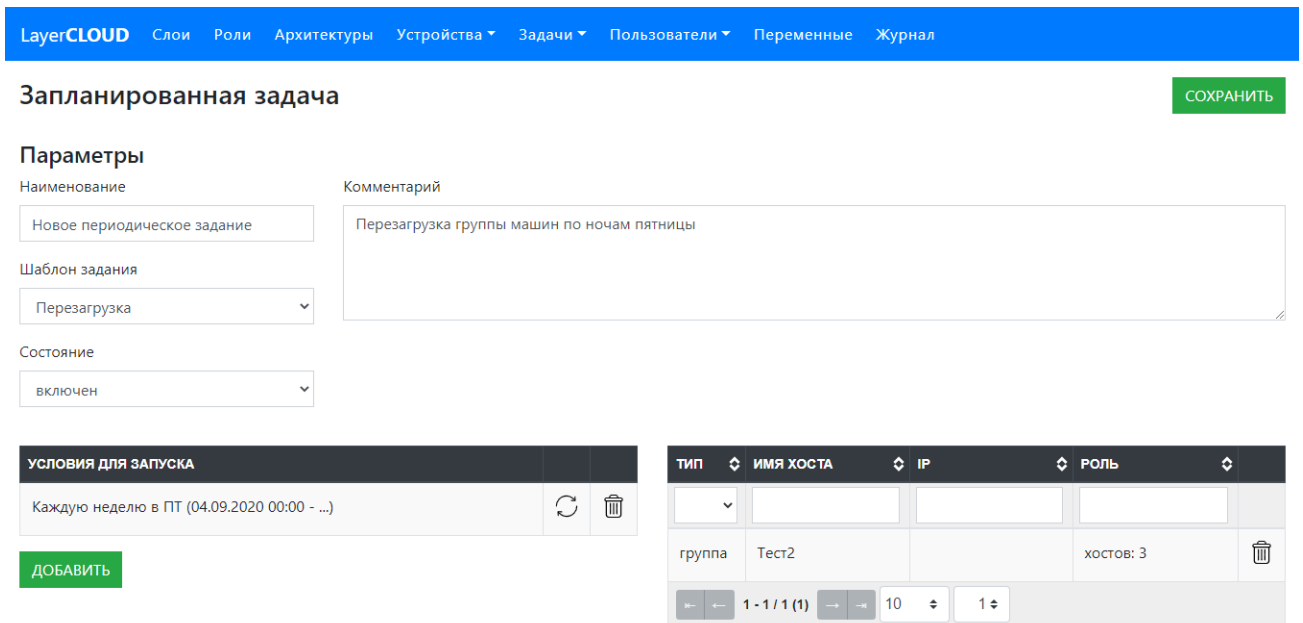 LayerCLOUD Слои Роли Архитектуры Устройства Задачи Пользователи Переменные Журнал
Запланированная задача СОХРАНИТЬ
Параметры
Наименование Комментарий
Новое периодическое задание Перезагрузка группы машин по ночам пятницы
Шаблон задания
Перезагрузка
Состояние
включен
УСЛОВИЯ ДЛЯ ЗАПУСКА
Каждую неделю в ПТ (04.09.2020 00:00 - ...)
ДОБАВИТЬ
ТИП ИМЯ ХОСТА IP РОЛЬ
группа Тест2 хостов: 3
1 - 1 / 1 (1) 10 1